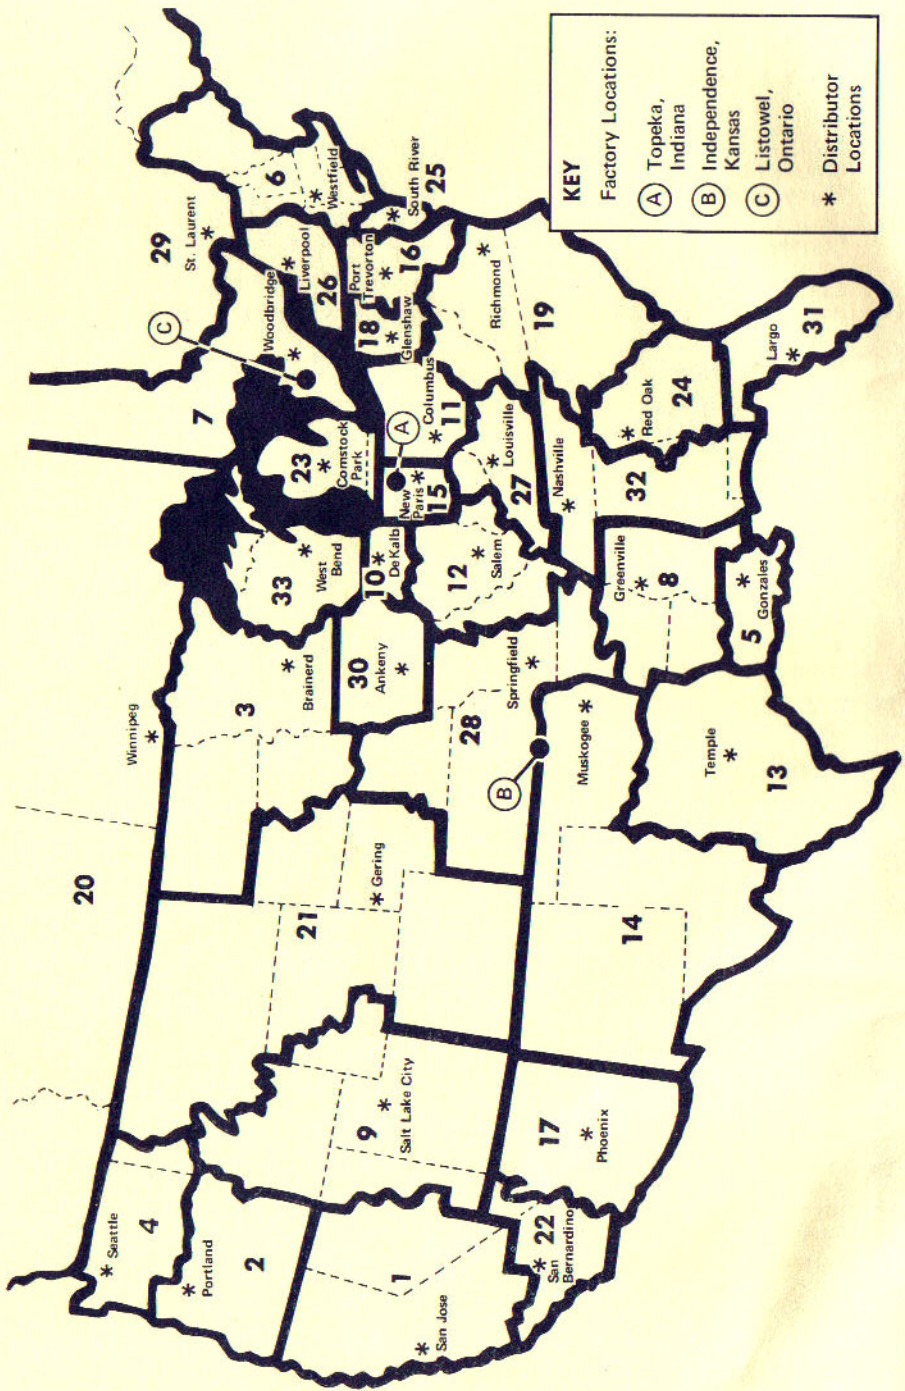 29
St. Laurent
*
20
Winnipeg
*
7
C
Woodbridge
*
Liverpool
*
26
6
Westfield
*
South River
*
25
Port
Trevorton
*
16
18
Glenshaw
*
Seattle
*
4
Portland
*
2
3
Brainerd
*
33
West
Bend
*
23
Comstock
Park
*
A
New
Paris
*
15
Columbus
*
11
10
DeKalb
*
30
Ankeny
*
21
Gering
*
9
Salt Lake City
*
1
San Jose
*
12
Salem
*
Louisville
*
27
Richmond
*
19
28
Springfield
*
B
Muskogee
*
Nashville
*
32
Red Oak
*
24
Greenville
*
8
22
San
Bernardino
*
17
Phoenix
*
14
Temple
*
13
5
Gonzales
*
Largo
*
31
KEY
Factory Locations:
A Topeka,
Indiana
B Independence,
Kansas
C Listowel,
Ontario
* Distributor
Locations